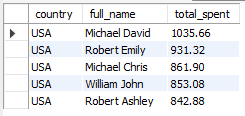 country full_name total_spent
USA Michael David 1035.66
USA Robert Emily 931.32
USA Michael Chris 861.90
USA William John 853.08
USA Robert Ashley 842.88